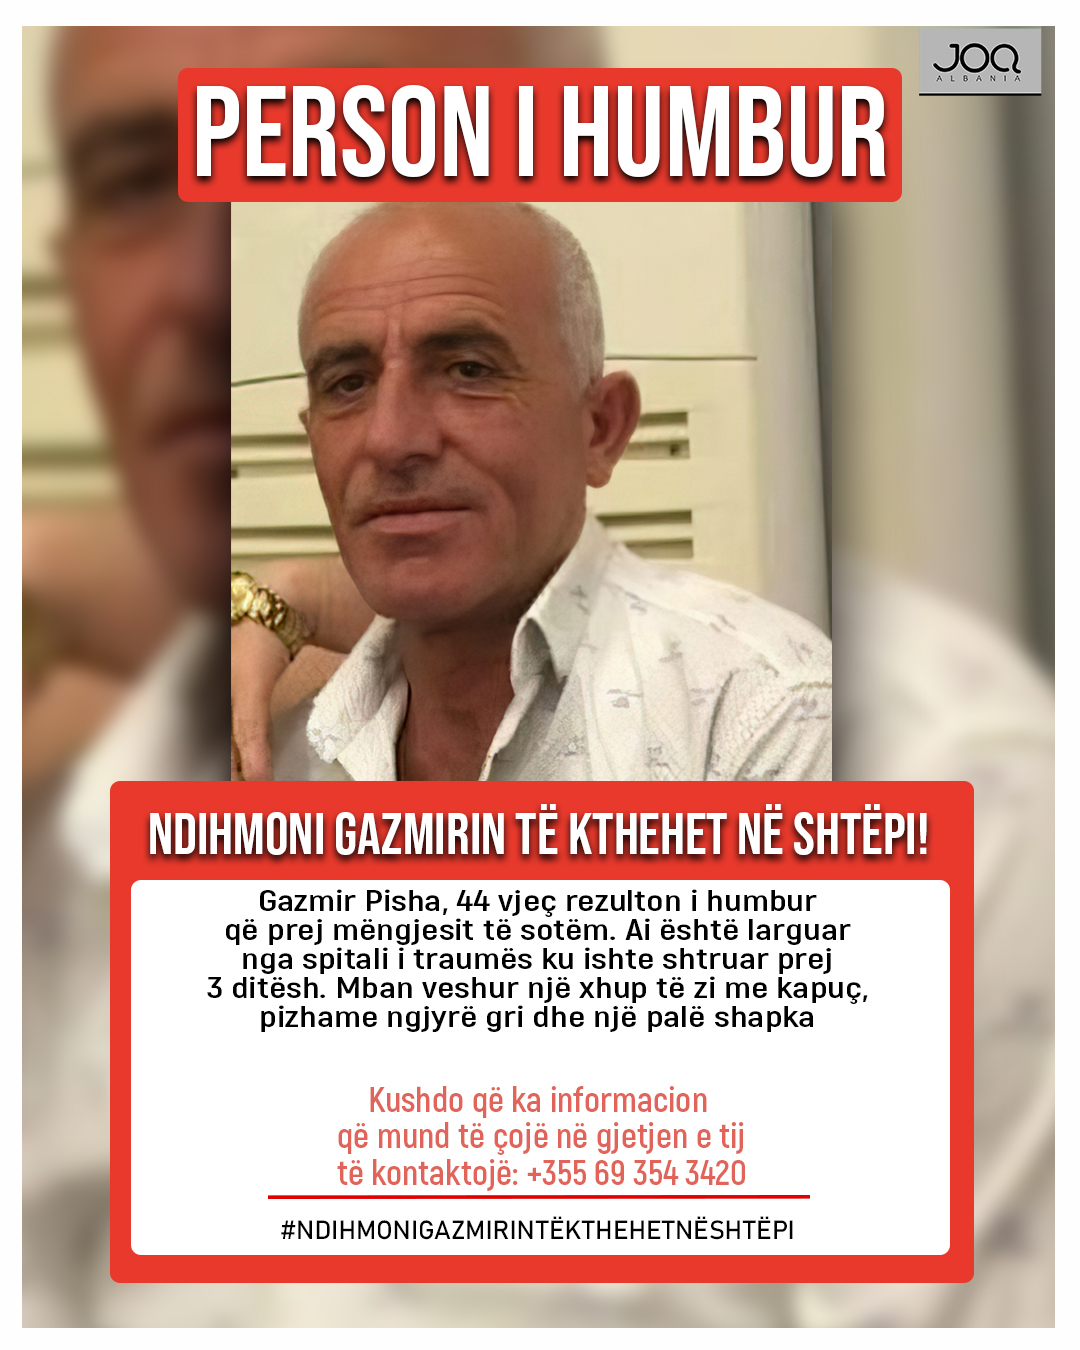 JOQ
ALBANIA
PERSON I HUMBUR
NDIHMONI GAZMIRIN TË KTHEHET NË SHTËPI!
Gazmir Pisha, 44 vjeç rezulton i humbur
që prej mëngjesit të sotëm. Ai është larguar
nga spitali i traumës ku ishte shtruar prej
3 ditësh. Mban veshur një xhup të zi me kapuç,
pizhame ngjyrë gri dhe një palë shapka
Kushdo që ka informacion
që mund të çojë në gjetjen e tij
të kontaktojë: +355 69 354 3420
#NDIHMONIGAZMIRINTËKTHEHETNËSHTËPI